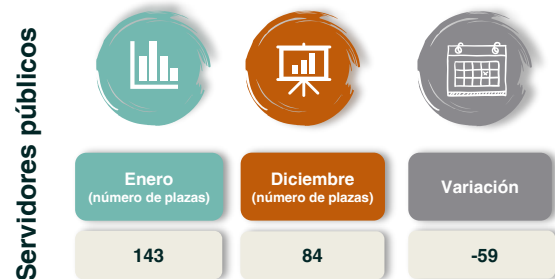 Servidores públicos
Enero
(número de plazas)
Diciembre
(número de plazas)
Variación
143
84
-59